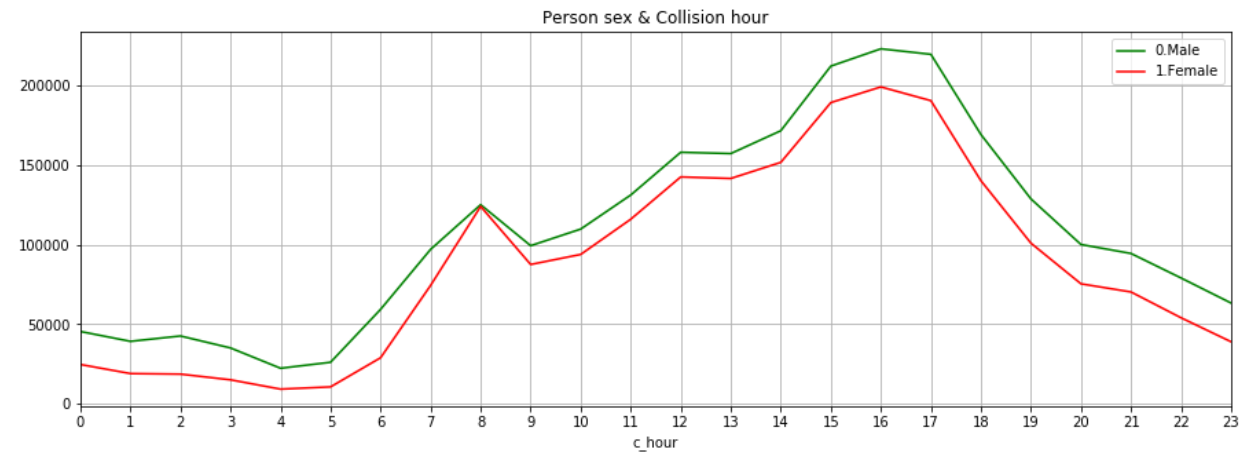 Person sex & Collision hour
0.Male
1.Female
200000
150000
100000
50000
0
0 1 2 3 4 5 6 7 8 9 10 11 12 13 14 15 16 17 18 19 20 21 22 23
c_hour